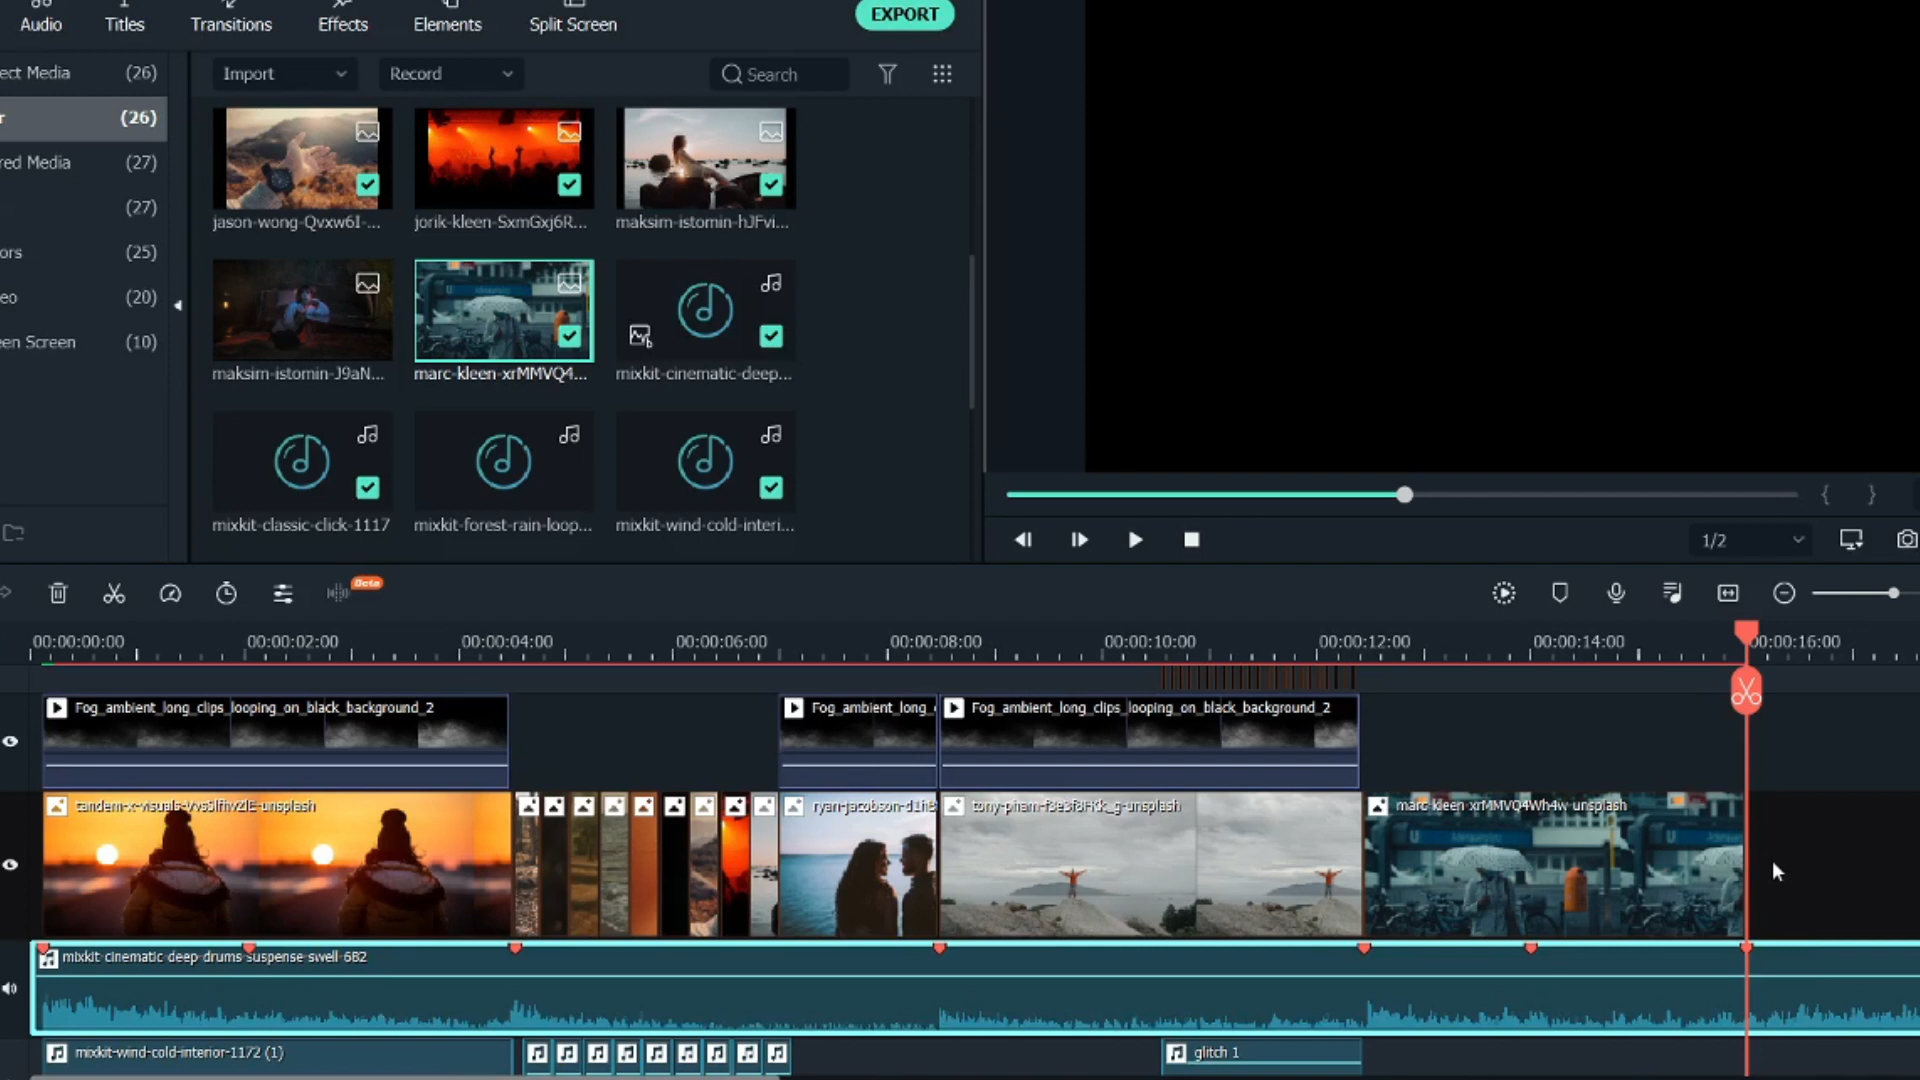 Audio
Titles
Transitions
Effects
Elements
Split Screen
EXPORT
ect Media (26)
r (26)
red Media (27)
(27)
ors (25)
eo (20)
een Screen (10)
Import
Record
Search
jason-wong-Qvxw6I-...
jorik-kleen-SxmGxj6R...
maksim-istomin-hJFvi...
maksim-istomin-J9aN...
marc-kleen-xrMMVQ4...
mixkit-cinematic-deep...
mixkit-classic-click-1117
mixkit-forest-rain-loop...
mixkit-wind-cold-interi...
1/2
Beta
00:00:00:00
00:00:02:00
00:00:04:00
00:00:06:00
00:00:08:00
00:00:10:00
00:00:12:00
00:00:14:00
00:00:16:00
Fog_ambient_long_clips_looping_on_black_background_2
Fog_ambient_long_
Fog_ambient_long_clips_looping_on_black_background_2
U
U
marc-kleen-xrMMVQ4Wh4w-unsplash
mixkit-cinematic-deep-drums-suspense-swell-682
mixkit-wind-cold-interior-1172 (1)
glitch 1